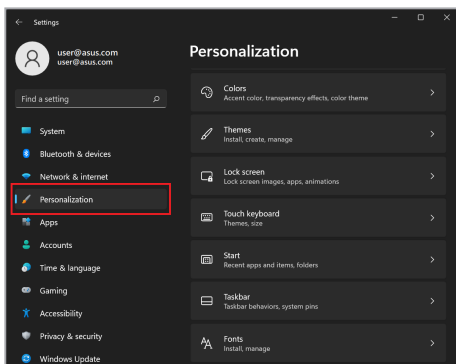 Settings
user@asus.com
user@asus.com
Find a setting
System
Bluetooth & devices
Network & internet
Personalization
Apps
Accounts
Time & language
Gaming
Accessibility
Privacy & security
Windows Update
Personalization
Colors
Accent color, transparency effects, color theme
Themes
Install, create, manage
Lock screen
Lock screen images, apps, animations
Touch keyboard
Themes, size
Start
Recent apps and items, folders
Taskbar
Taskbar behaviors, system pins
Fonts
Install, manage